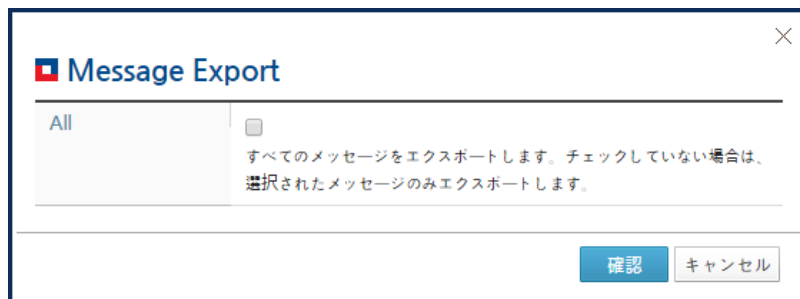 Message Export
All
すべてのメッセージをエクスポートします。チェックしていない場合は、
選択されたメッセージのみエクスポートします。
確認 キャンセル